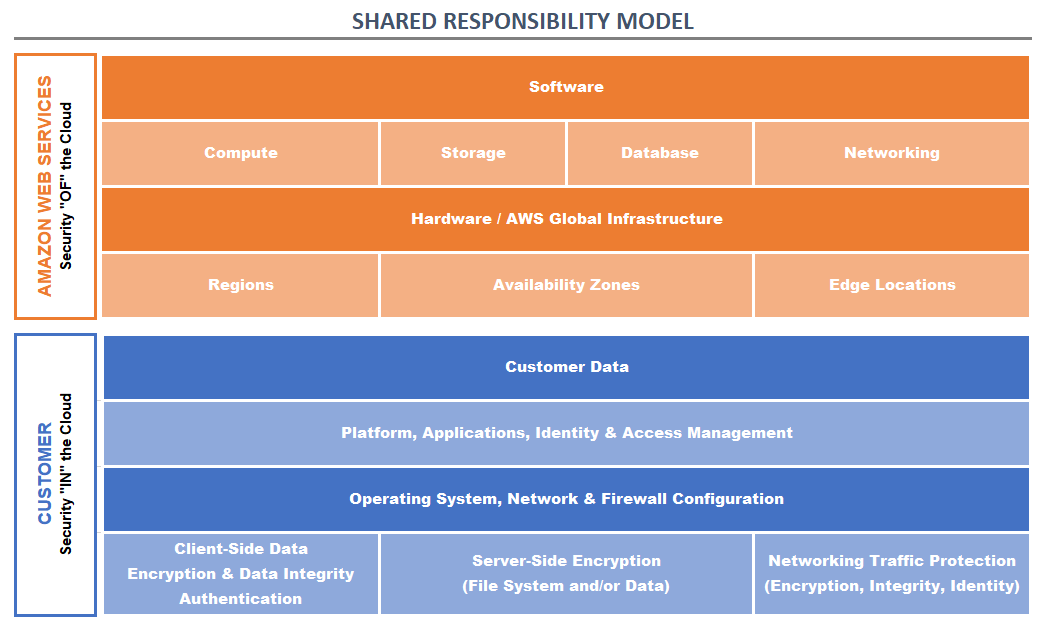 SHARED RESPONSIBILITY MODEL
AMAZON WEB SERVICES
Security "OF" the Cloud
Software
Compute
Storage
Database
Networking
Hardware / AWS Global Infrastructure
Regions
Availability Zones
Edge Locations
CUSTOMER
Security "IN" the Cloud
Customer Data
Platform, Applications, Identity & Access Management
Operating System, Network & Firewall Configuration
Client-Side Data
Encryption & Data Integrity
Authentication
Server-Side Encryption
(File System and/or Data)
Networking Traffic Protection
(Encryption, Integrity, Identity)